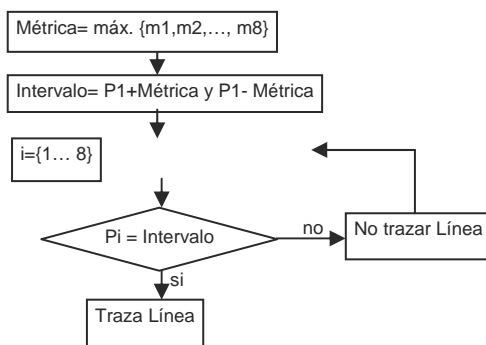 Métrica= máx. {m1,m2,…, m8}
Intervalo= P1+Métrica y P1- Métrica
i={1… 8}
Pi = Intervalo
no
No trazar Línea
si
Traza Línea